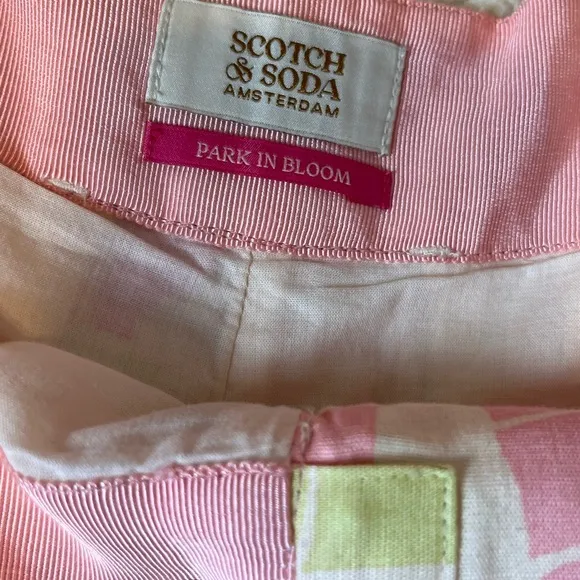 SCOTCH
& SODA
AMSTERDAM
PARK IN BLOOM